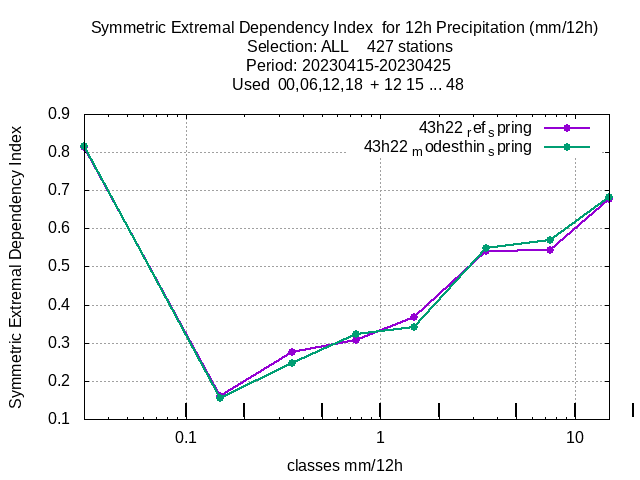 Symmetric Extremal Dependency Index  for 12h Precipitation (mm/12h)
Selection: ALL    427 stations
Period: 20230415-20230425
Used  00,06,12,18  + 12 15 ... 48
43h22 ref spring
43h22 modesthin spring
0.9
0.8
0.7
0.6
0.5
0.4
0.3
0.2
0.1
Symmetric Extremal Dependency Index
0.1 1 10
classes mm/12h